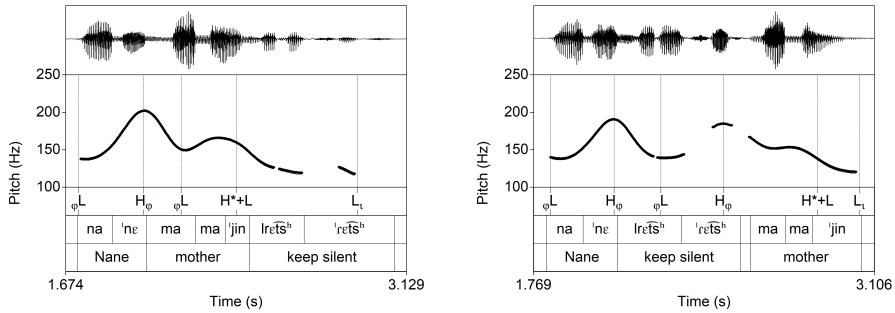 250
200
150
100
Pitch (Hz)
φL Hφ φL H*+L Lι
na ˈnɛ ma ma ˈjin lrɛt͡sʰ ˈɾɛt͡sʰ
Nane mother keep silent
1.674 3.129
Time (s)
250
200
150
100
Pitch (Hz)
φL Hφ φL Hφ H*+L Lι
na ˈnɛ lrɛt͡sʰ ˈɾɛt͡sʰ ma ma ˈjin
Nane keep silent mother
1.769 3.106
Time (s)